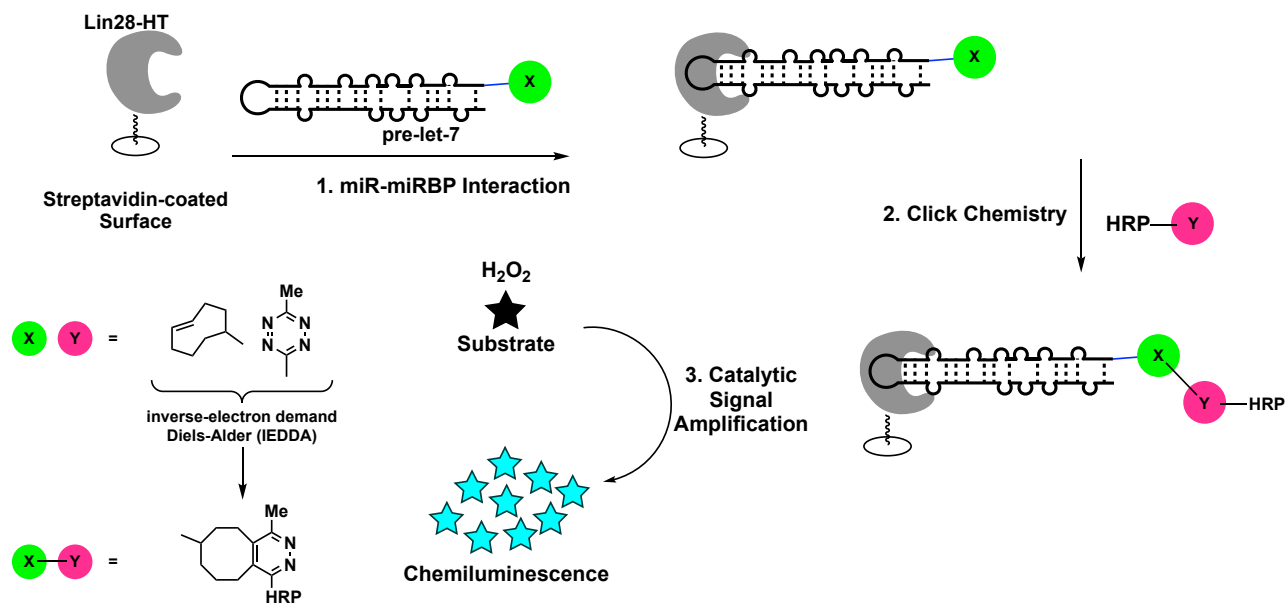 Lin28-HT
X
pre-let-7
1. miR-miRBP Interaction
Streptavidin-coated
Surface
X
2. Click Chemistry
HRP
Y
X Y =
Me
N N
N N
inverse-electron demand
Diels-Alder (IEDDA)
X Y =
Me
N
N
HRP
H₂O₂
Substrate
3. Catalytic
Signal
Amplification
Chemiluminescence
X
Y
HRP